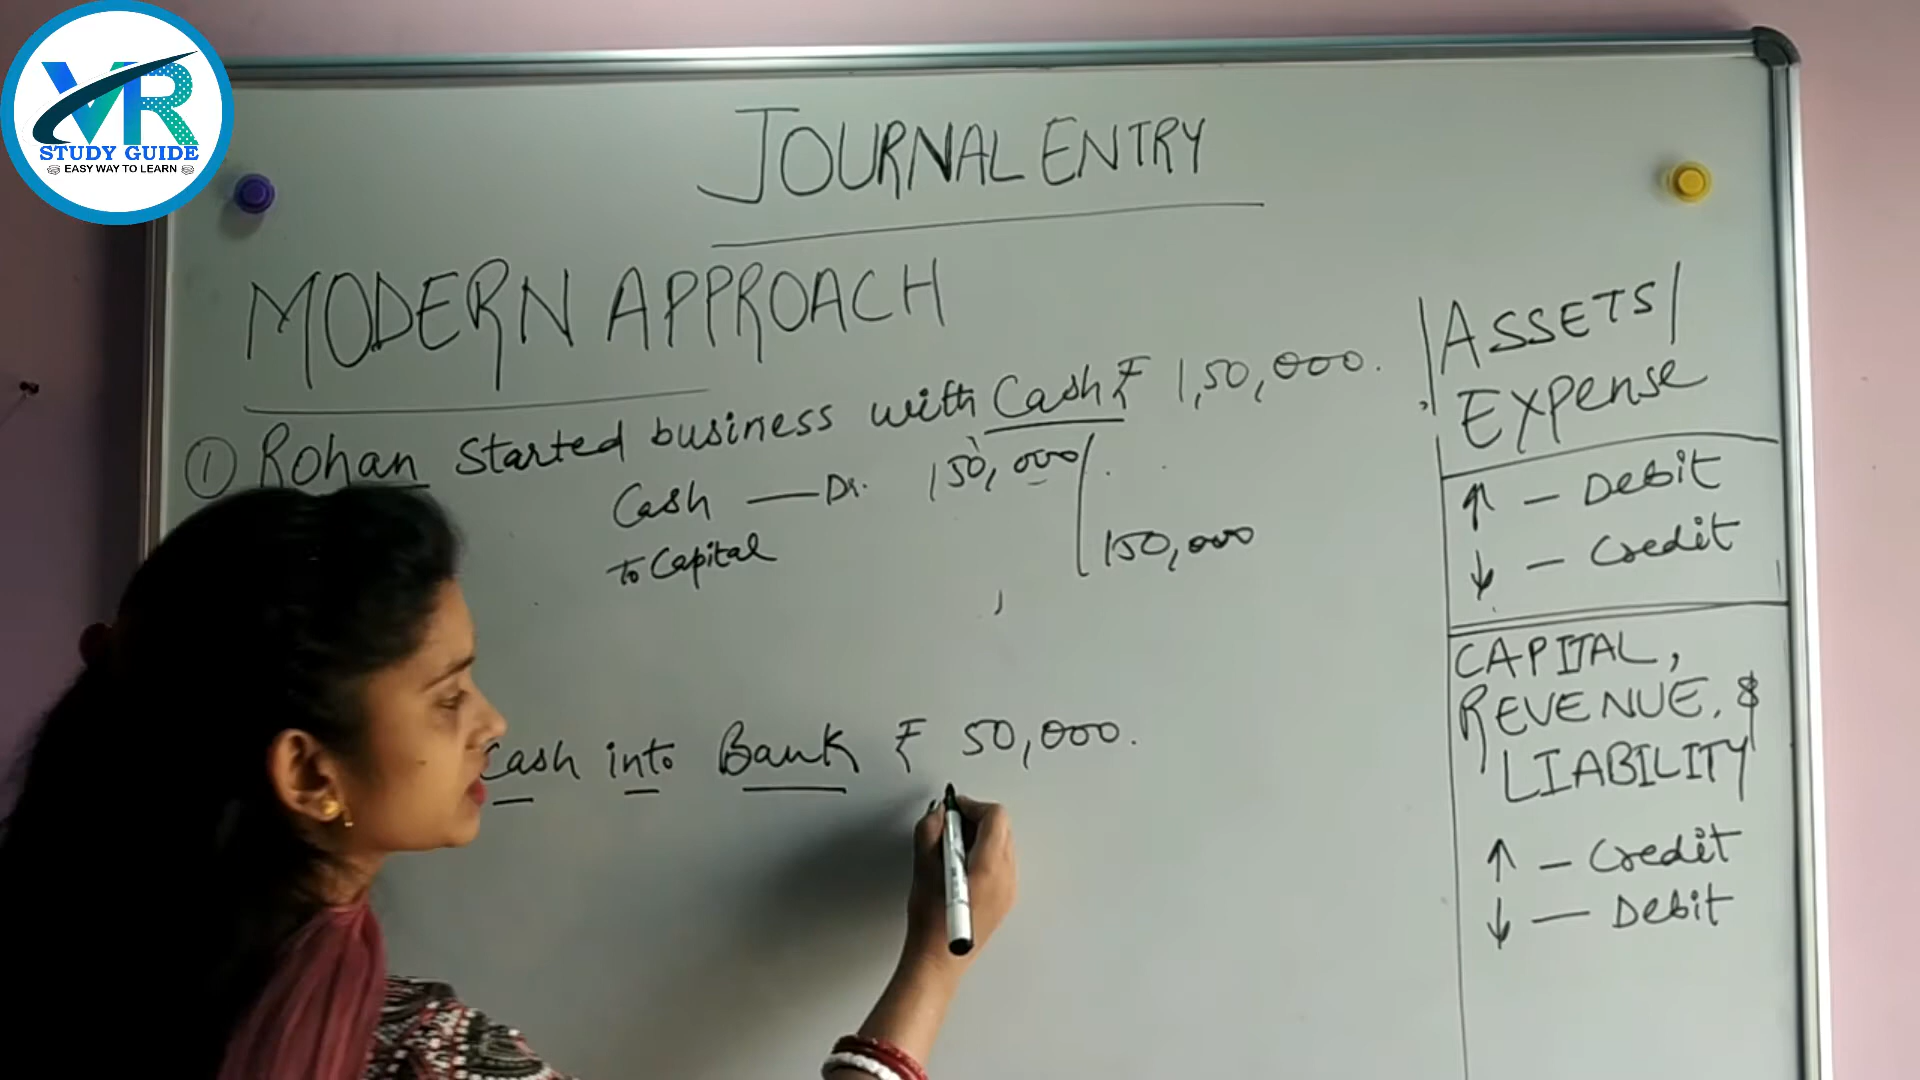 VR
STUDY GUIDE
EASY WAY TO LEARN
JOURNAL ENTRY
MODERN APPROACH
① Rohan started business with Cash ₹ 1,50,000.
Cash — Dr. 150,000
To Capital 150,000
Cash into Bank ₹ 50,000.
ASSETS/
Expense
↑ — Debit
↓ — Credit
CAPITAL,
REVENUE, &
LIABILITY
↑ — Credit
↓ — Debit